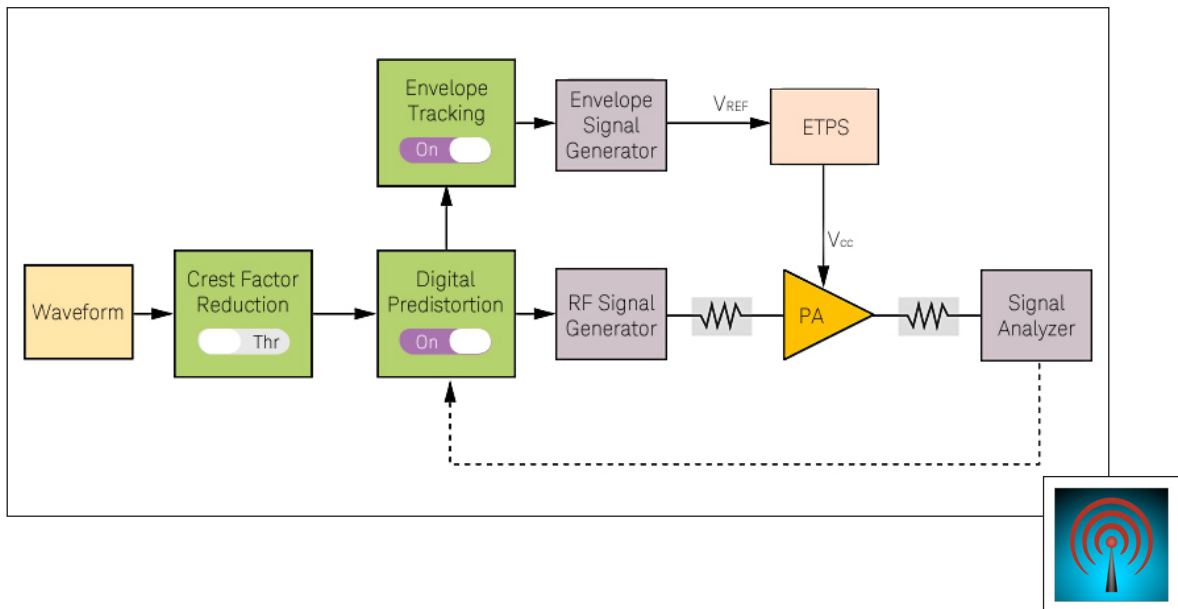 Envelope
Tracking
On
Envelope
Signal
Generator
VREF
ETPS
Vcc
Waveform
Crest Factor
Reduction
Thr
Digital
Predistortion
On
RF Signal
Generator
PA
Signal
Analyzer